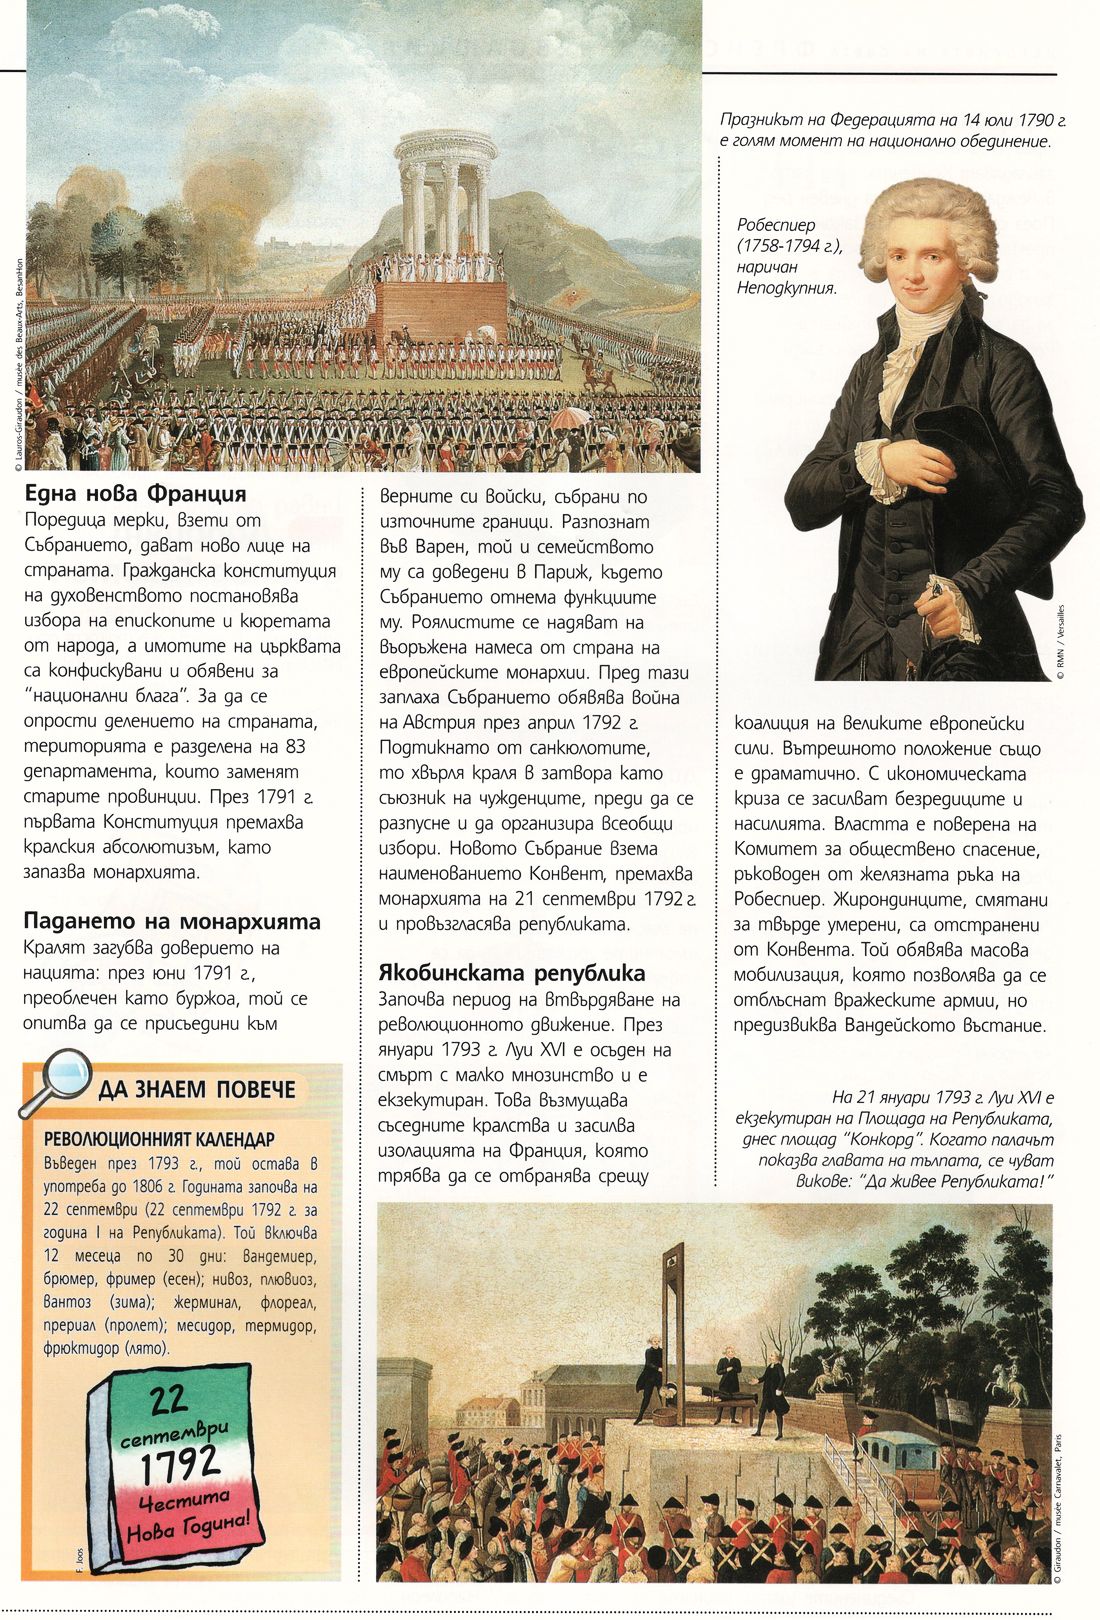 Празникът на Федерацията на 14 юли 1790 г.
е голям момент на национално обединение.
Робеспиер
(1758-1794 г.),
наричан
Неподкупния.
© Lauros-Giraudon / musée des Beaux-Arts, BesanHon
© RMN / Versailles
Една нова Франция
Поредица мерки, взети от
Събранието, дават ново лице на
страната. Гражданска конституция
на духовенството постановява
избора на епископите и кюретата
от народа, а имотите на църквата
са конфискувани и обявени за
“национални блага”. За да се
опрости делението на страната,
територията е разделена на 83
департамента, които заменят
старите провинции. През 1791 г.
първата Конституция премахва
кралския абсолютизъм, като
запазва монархията.
Падането на монархията
Кралят загубва доверието на
нацията: през юни 1791 г.,
преоблечен като буржоа, той се
опитва да се присъедини към
верните си войски, събрани по
източните граници. Разпознат
във Варен, той и семейството
му са доведени в Париж, където
Събранието отнема функциите
му. Роялистите се надяват на
въоръжена намеса от страна на
европейските монархии. Пред тази
заплаха Събранието обявява война
на Австрия през април 1792 г.
Подтикнато от санкюлотите,
то хвърля краля в затвора като
съюзник на чужденците, преди да се
разпусне и да организира всеобщи
избори. Новото Събрание взема
наименованието Конвент, премахва
монархията на 21 септември 1792 г.
и провъзгласява републиката.
Якобинската република
Започва период на втвърдяване на
революционното движение. През
януари 1793 г. Луи XVI е осъден на
смърт с малко мнозинство и е
екзекутиран. Това възмущава
съседните кралства и засилва
изолацията на Франция, която
трябва да се отбранява срещу
коалиция на великите европейски
сили. Вътрешното положение също
е драматично. С икономическата
криза се засилват безредиците и
насилията. Властта е поверена на
Комитет за обществено спасение,
ръководен от желязната ръка на
Робеспиер. Жирондинците, смятани
за твърде умерени, са отстранени
от Конвента. Той обявява масова
мобилизация, която позволява да се
отблъснат вражеските армии, но
предизвиква Вандейското въстание.
ДА ЗНАЕМ ПОВЕЧЕ
РЕВОЛЮЦИОННИЯТ КАЛЕНДАР
Въведен през 1793 г., той остава в
употреба до 1806 г. Годината започва на
22 септември (22 септември 1792 г. за
година I на Републиката). Той включва
12 месеца по 30 дни: вандемиер,
брюмер, фример (есен); нивоз, плювиоз,
вантоз (зима); жерминал, флореал,
прериал (пролет); месидор, термидор,
фрюктидор (лято).
22
септември
1792
Честита
Нова Година!
F. Joos
На 21 януари 1793 г. Луи XVI е
екзекутиран на Площада на Републиката,
днес площад “Конкорд”. Когато палачът
показва главата на тълпата, се чуват
викове: “Да живее Републиката!”
© Giraudon / musée Carnavalet, Paris